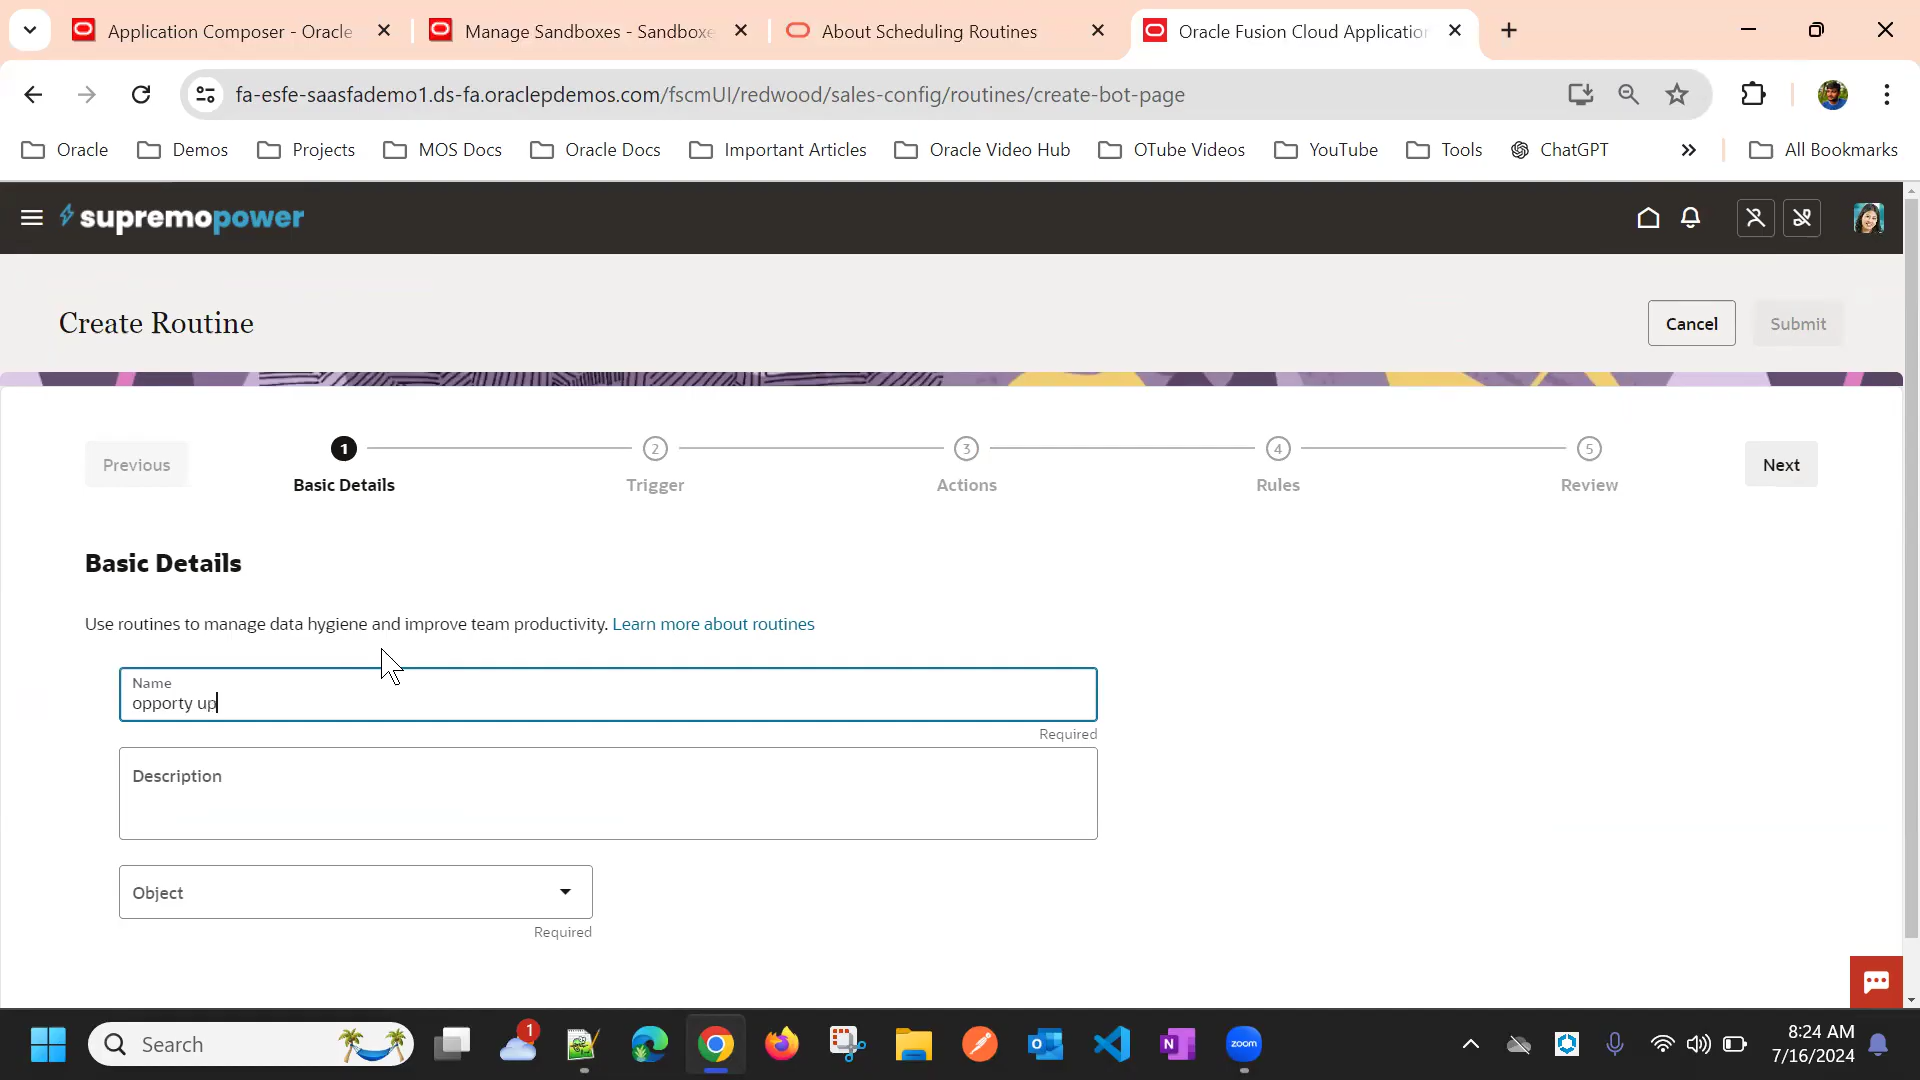 Application Composer - Oracle
Manage Sandboxes - Sandboxe
About Scheduling Routines
Oracle Fusion Cloud Application
fa-esfe-saasfademo1.ds-fa.oraclepdemos.com/fscmUI/redwood/sales-config/routines/create-bot-page
Oracle
Demos
Projects
MOS Docs
Oracle Docs
Important Articles
Oracle Video Hub
OTube Videos
YouTube
Tools
ChatGPT
All Bookmarks
supremopower
Create Routine
Cancel
Submit
Previous
1
2
3
4
5
Next
Basic Details
Trigger
Actions
Rules
Review
Basic Details
Use routines to manage data hygiene and improve team productivity. Learn more about routines
Name
opporty up
Required
Description
Object
Required
Search
1
zoom
8:24 AM
7/16/2024